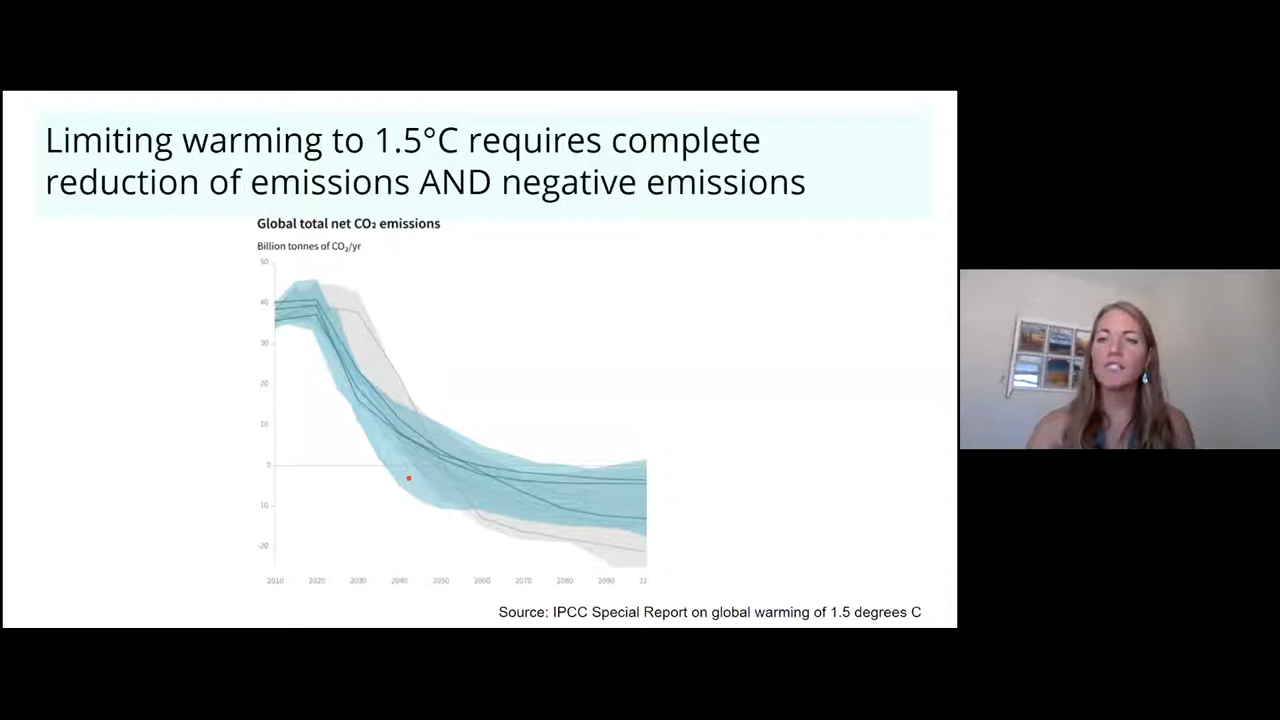 Limiting warming to 1.5°C requires complete
reduction of emissions AND negative emissions
Global total net CO₂ emissions
Billion tonnes of CO₂/yr
50
40
30
20
10
0
-10
-20
2010 2020 2030 2040 2050 2060 2070 2080 2090 21
Source: IPCC Special Report on global warming of 1.5 degrees C